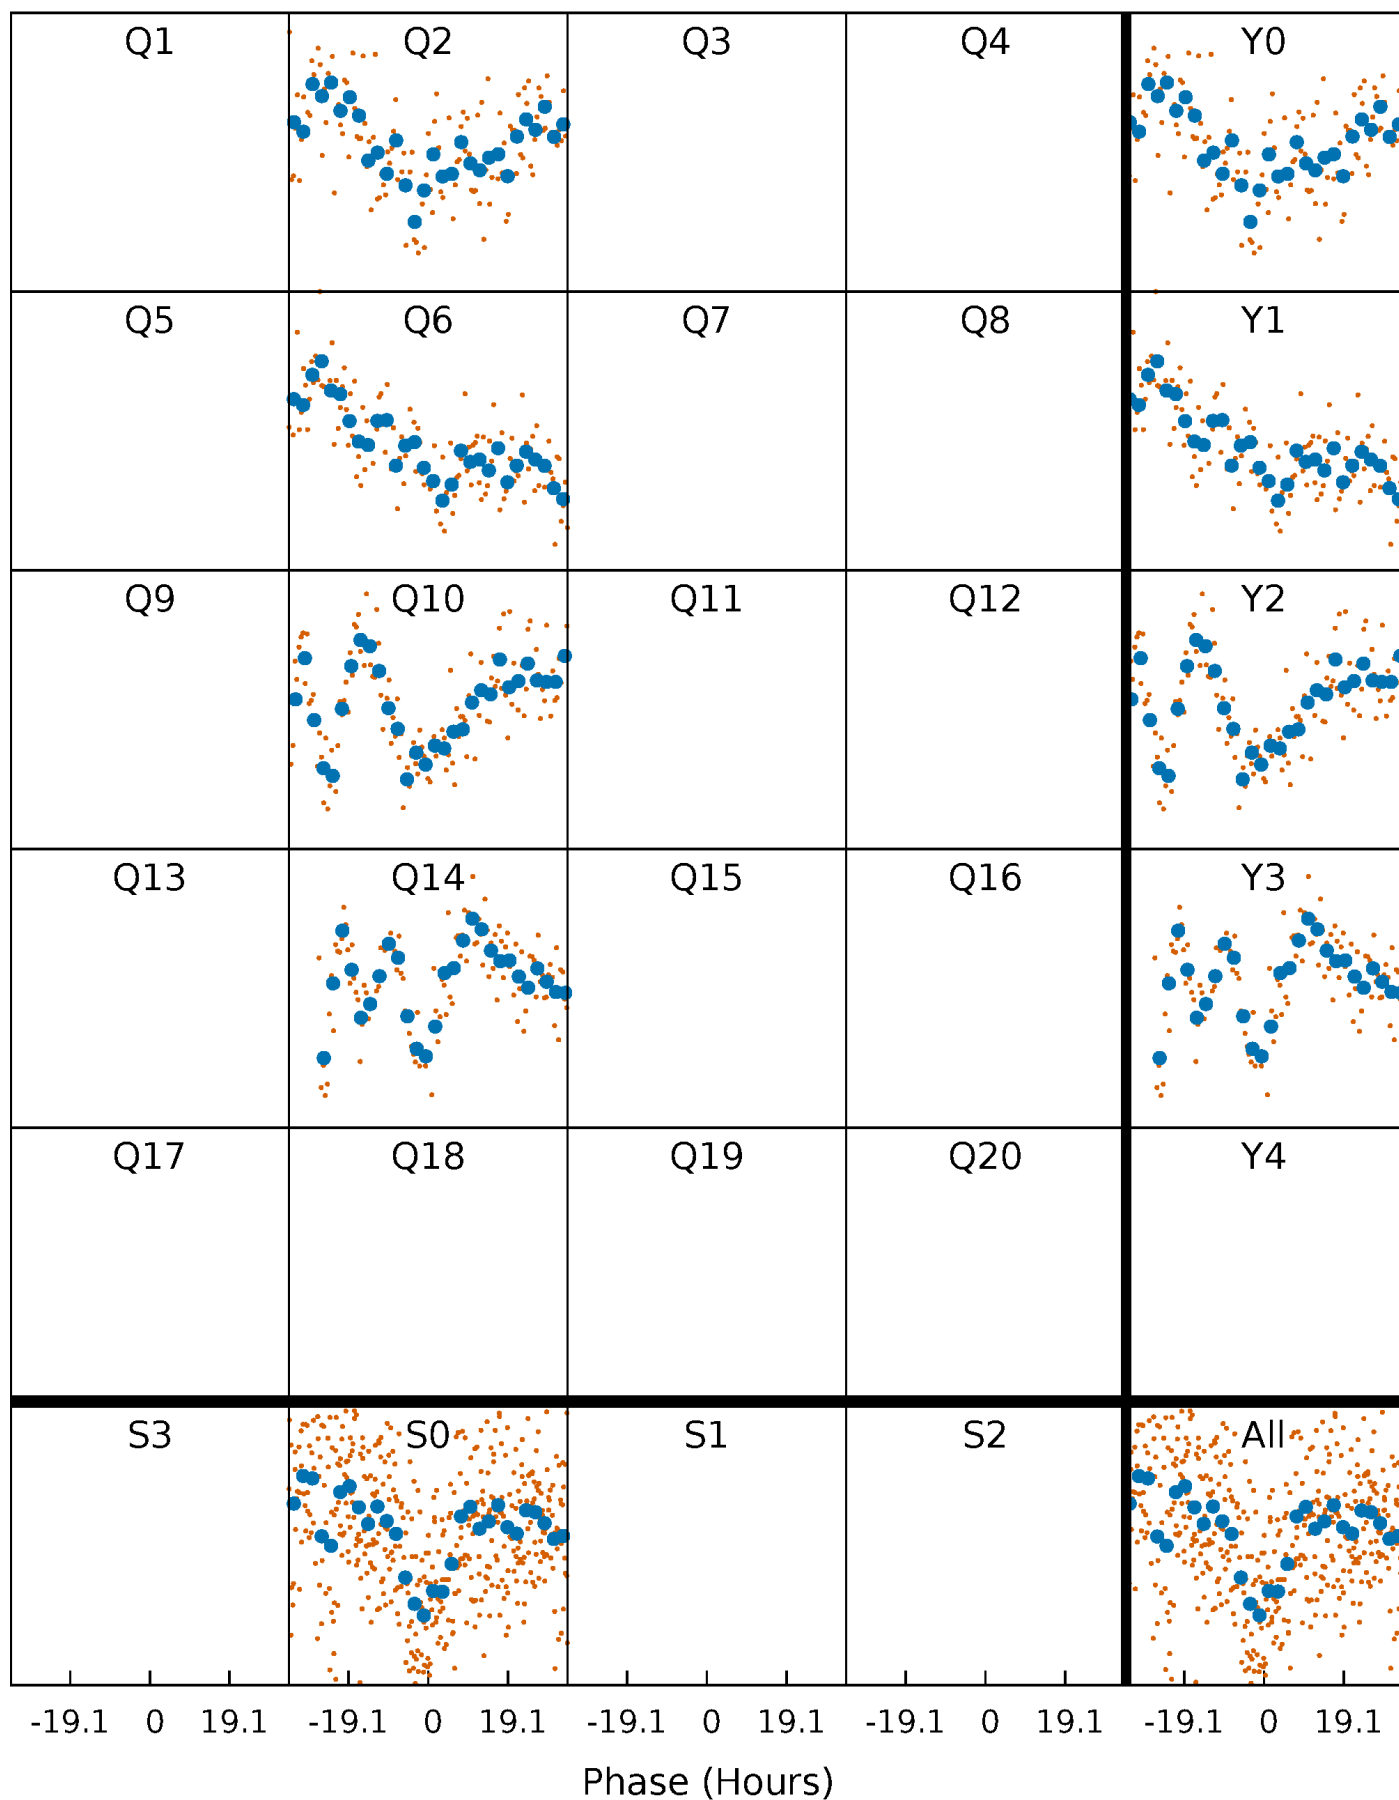 Q1 Q2 Q3 Q4 Y0
Q5 Q6 Q7 Q8 Y1
Q9 Q10 Q11 Q12 Y2
Q13 Q14 Q15 Q16 Y3
Q17 Q18 Q19 Q20 Y4
S3 S0 S1 S2 All
-19.1 0 19.1 -19.1 0 19.1 -19.1 0 19.1 -19.1 0 19.1 -19.1 0 19.1
Phase (Hours)